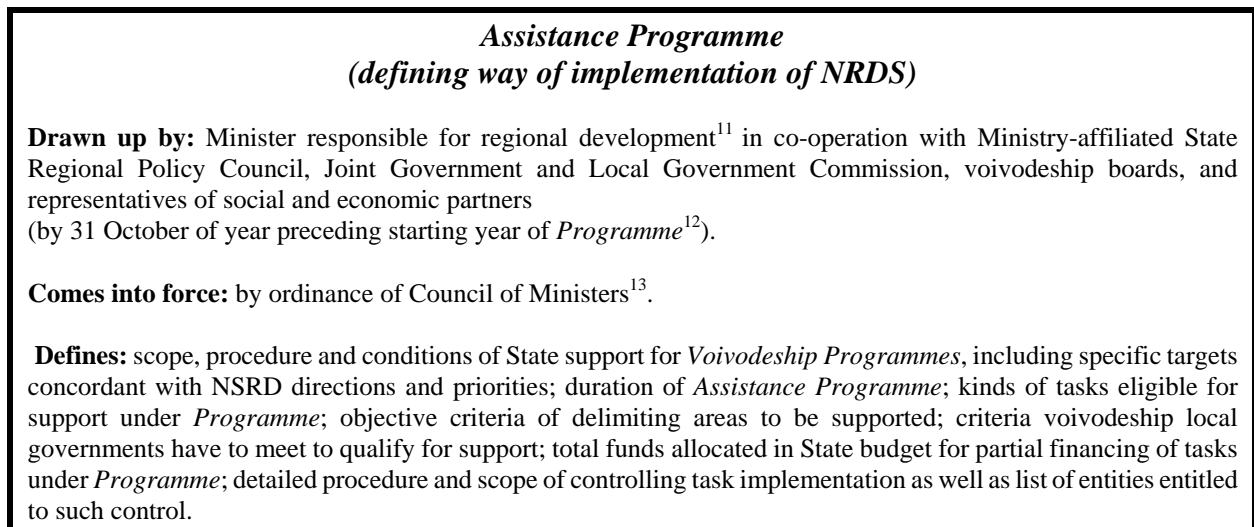 Assistance Programme
(defining way of implementation of NRDS)
Drawn up by: Minister responsible for regional development11 in co-operation with Ministry-affiliated State
Regional Policy Council, Joint Government and Local Government Commission, voivodeship boards, and
representatives of social and economic partners
(by 31 October of year preceding starting year of Programme12).
Comes into force: by ordinance of Council of Ministers13.
Defines: scope, procedure and conditions of State support for Voivodeship Programmes, including specific targets
concordant with NSRD directions and priorities; duration of Assistance Programme; kinds of tasks eligible for
support under Programme; objective criteria of delimiting areas to be supported; criteria voivodeship local
governments have to meet to qualify for support; total funds allocated in State budget for partial financing of tasks
under Programme; detailed procedure and scope of controlling task implementation as well as list of entities entitled
to such control.